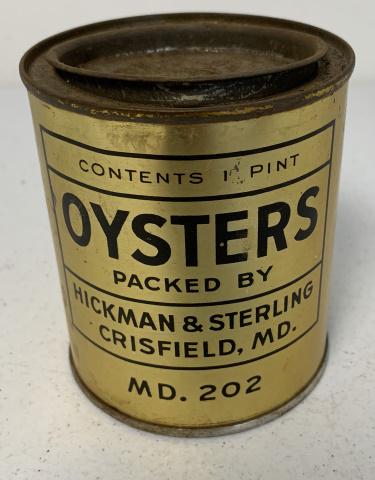 CONTENTS 1 PINT
OYSTERS
PACKED BY
HICKMAN & STERLING
CRISFIELD, MD.
MD. 202